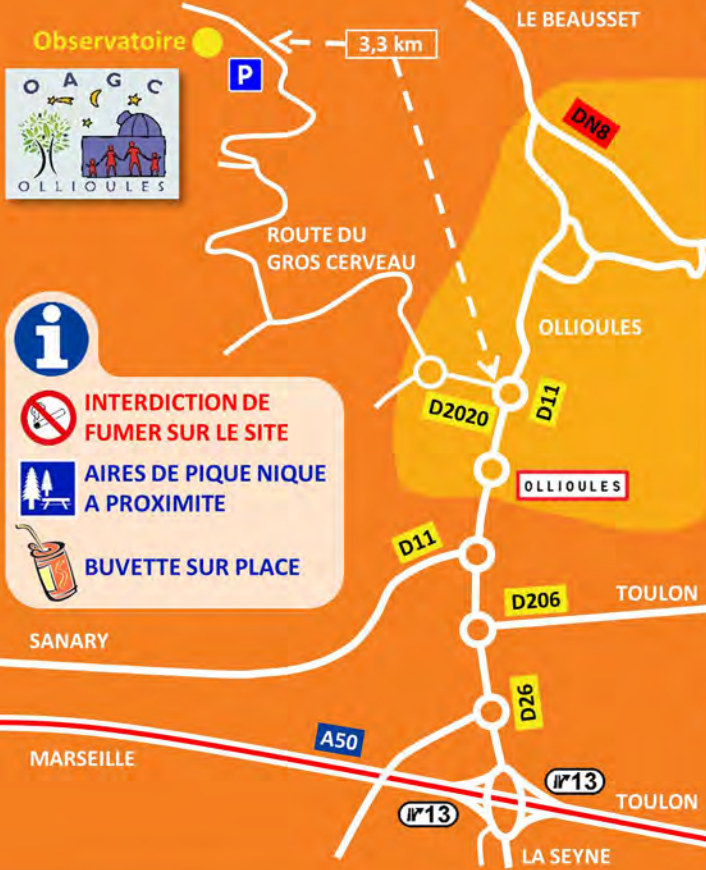 LE BEAUSSET
Observatoire
3,3 km
P
O A G C
OLLIOULES
DN8
ROUTE DU
GROS CERVEAU
OLLIOULES
i
INTERDICTION DE
FUMER SUR LE SITE
D2020
D11
AIRES DE PIQUE NIQUE
A PROXIMITE
OLLIOULES
D11
BUVETTE SUR PLACE
D206
TOULON
SANARY
D26
A50
MARSEILLE
13
13
TOULON
LA SEYNE